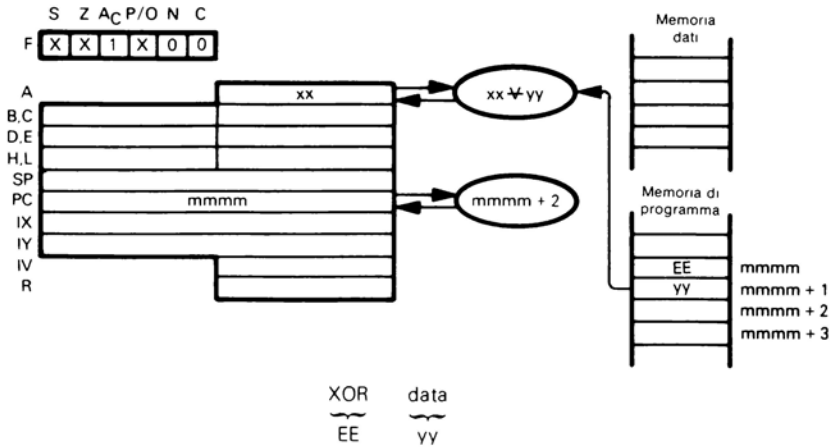 S Z AC P/O N C
F X X 1 X 0 0
Memoria
dati
A xx
xx ⊻ yy
B,C
D,E
H,L
SP
PC mmmm
mmmm + 2
IX
IY
IV
R
Memoria di
programma
EE mmmm
yy mmmm + 1
mmmm + 2
mmmm + 3
XOR data
EE yy